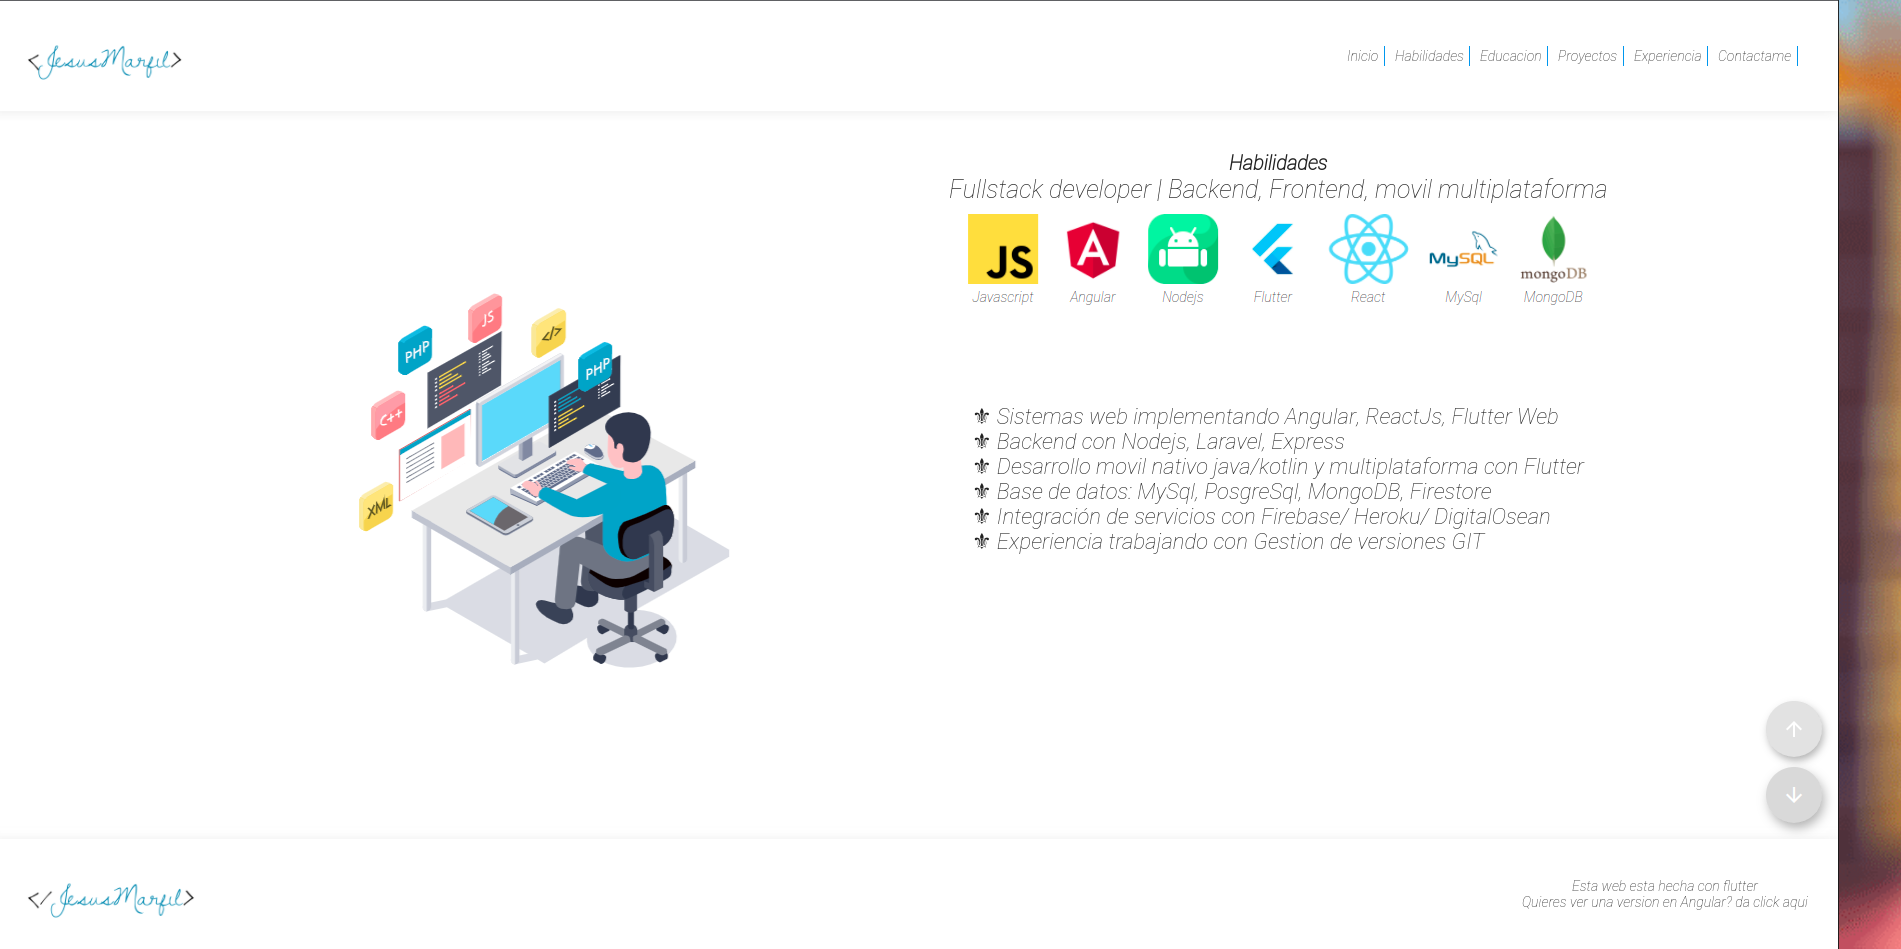 <JesusMarfil>
Inicio | Habilidades | Educacion | Proyectos | Experiencia | Contactame |
Habilidades
Fullstack developer | Backend, Frontend, movil multiplataforma
JS
MySQL
mongoDB
Javascript Angular Nodejs Flutter React MySql MongoDB
JS
</>
PHP
PHP
C++
XML
⚜ Sistemas web implementando Angular, ReactJs, Flutter Web
⚜ Backend con Nodejs, Laravel, Express
⚜ Desarrollo movil nativo java/kotlin y multiplataforma con Flutter
⚜ Base de datos: MySql, PosgreSql, MongoDB, Firestore
⚜ Integración de servicios con Firebase/ Heroku/ DigitalOsean
⚜ Experiencia trabajando con Gestion de versiones GIT
</JesusMarfil>
Esta web esta hecha con flutter
Quieres ver una version en Angular? da click aqui